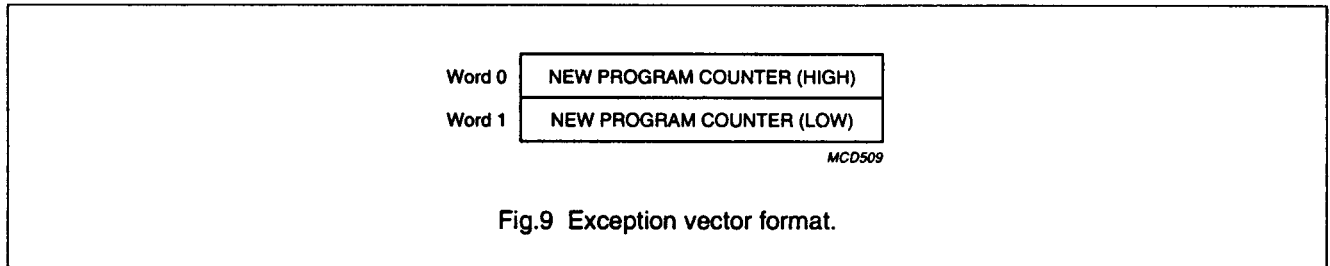 Word 0 NEW PROGRAM COUNTER (HIGH)
Word 1 NEW PROGRAM COUNTER (LOW)
MCD509
Fig.9 Exception vector format.